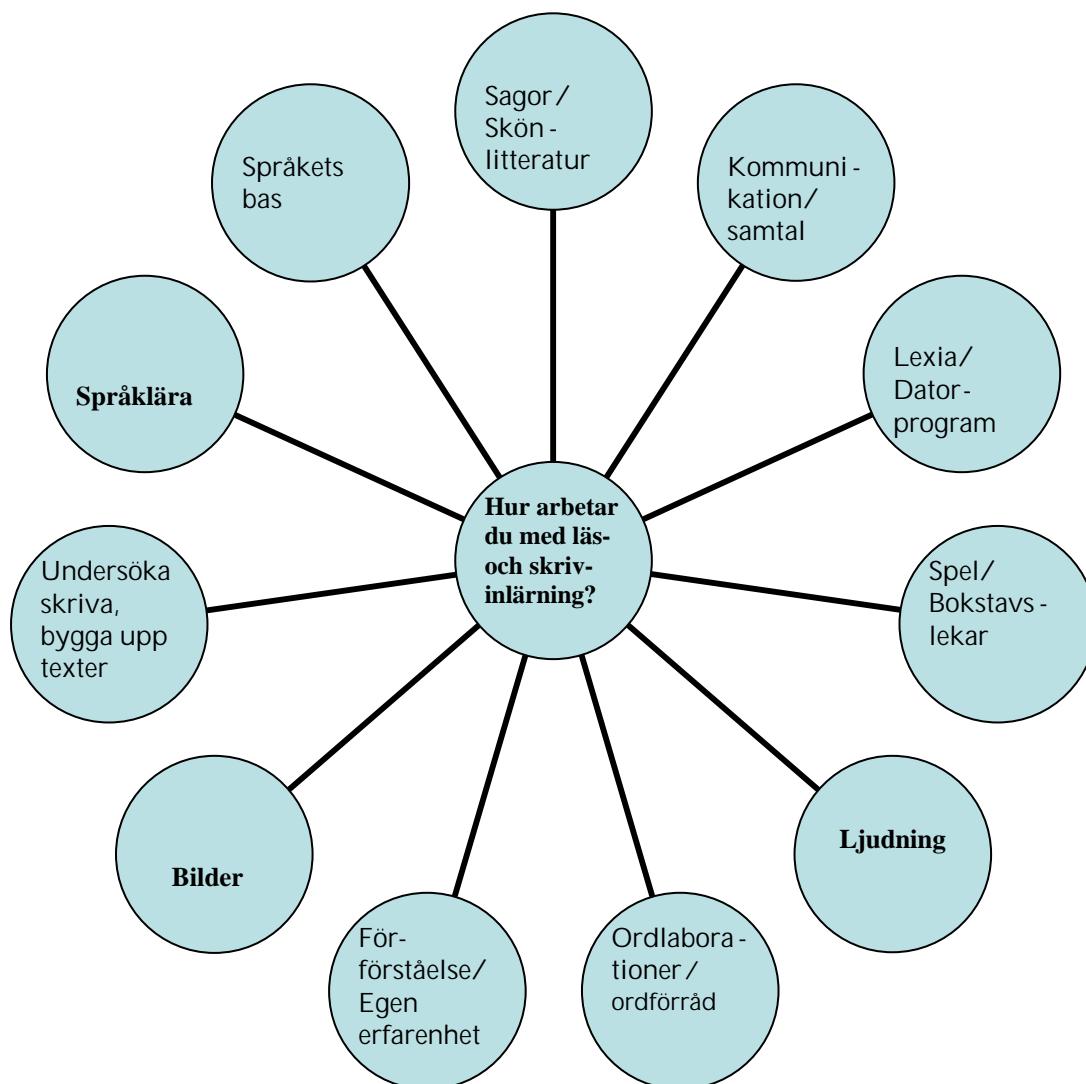 Sagor/
Skön-
litteratur
Språkets
bas
Kommuni-
kation/
samtal
Lexia/
Dator-
program
Språklära
Hur arbetar
du med läs-
och skriv-
inlärning?
Undersöka
skriva,
bygga upp
texter
Spel/
Bokstavs-
lekar
Ljudning
Bilder
För-
förståelse/
Egen
erfarenhet
Ordlabora-
tioner/
ordförråd